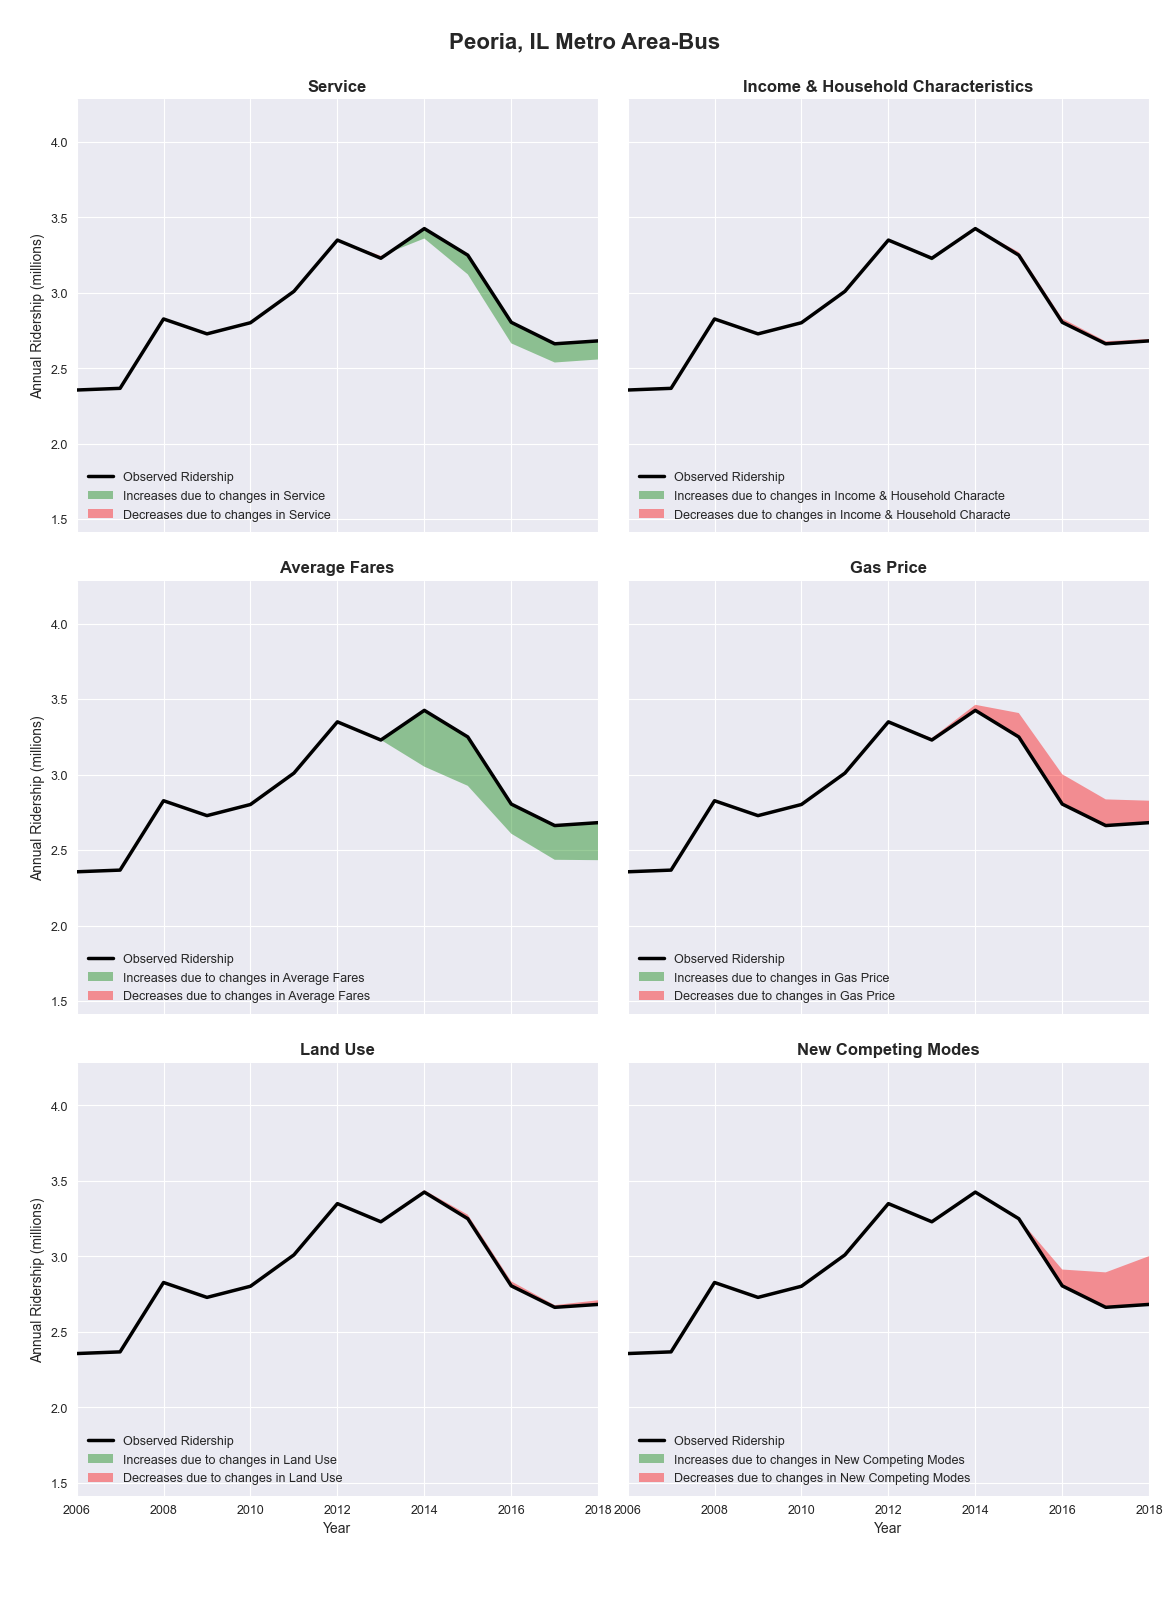 Peoria, IL Metro Area-Bus
Service
4.0
3.5
3.0
2.5
2.0
1.5
Annual Ridership (millions)
Observed Ridership
Increases due to changes in Service
Decreases due to changes in Service
Income & Household Characteristics
Observed Ridership
Increases due to changes in Income & Household Characte
Decreases due to changes in Income & Household Characte
Average Fares
4.0
3.5
3.0
2.5
2.0
1.5
Annual Ridership (millions)
Observed Ridership
Increases due to changes in Average Fares
Decreases due to changes in Average Fares
Gas Price
Observed Ridership
Increases due to changes in Gas Price
Decreases due to changes in Gas Price
Land Use
4.0
3.5
3.0
2.5
2.0
1.5
Annual Ridership (millions)
Observed Ridership
Increases due to changes in Land Use
Decreases due to changes in Land Use
2006 2008 2010 2012 2014 2016 2018
Year
New Competing Modes
Observed Ridership
Increases due to changes in New Competing Modes
Decreases due to changes in New Competing Modes
2006 2008 2010 2012 2014 2016 2018
Year